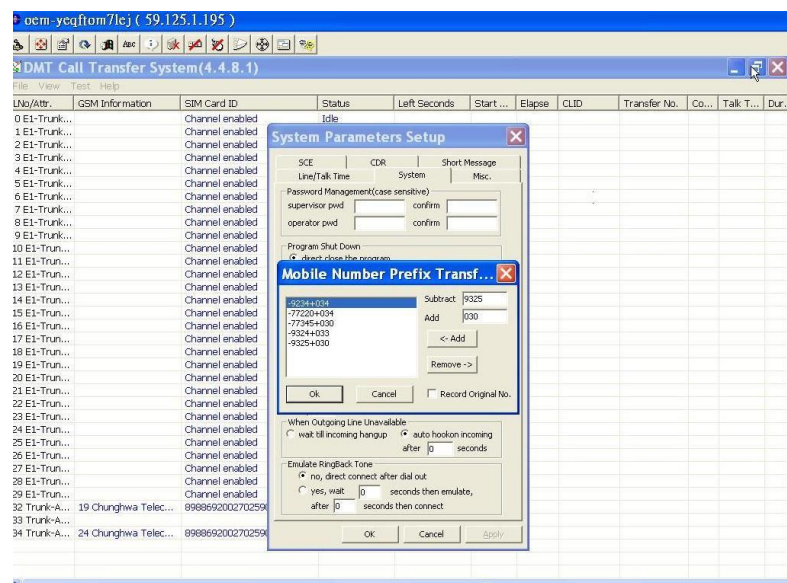 oem-yeqftom7lej ( 59.125.1.195 )
ABC
DMT Call Transfer System(4.4.8.1)
File View Test Help
LNo/Attr. GSM Information SIM Card ID Status Left Seconds Start ... Elapse CLID Transfer No. Co... Talk T... Dur.
0 E1-Trunk... Channel enabled Idle
1 E1-Trunk... Channel enabled
2 E1-Trunk... Channel enabled
3 E1-Trunk... Channel enabled
4 E1-Trunk... Channel enabled
5 E1-Trunk... Channel enabled
6 E1-Trunk... Channel enabled
7 E1-Trunk... Channel enabled
8 E1-Trunk... Channel enabled
9 E1-Trunk... Channel enabled
10 E1-Trun... Channel enabled
11 E1-Trun... Channel enabled
12 E1-Trun... Channel enabled
13 E1-Trun... Channel enabled
14 E1-Trun... Channel enabled
15 E1-Trun... Channel enabled
16 E1-Trun... Channel enabled
17 E1-Trun... Channel enabled
18 E1-Trun... Channel enabled
19 E1-Trun... Channel enabled
20 E1-Trun... Channel enabled
21 E1-Trun... Channel enabled
22 E1-Trun... Channel enabled
23 E1-Trun... Channel enabled
24 E1-Trun... Channel enabled
25 E1-Trun... Channel enabled
26 E1-Trun... Channel enabled
27 E1-Trun... Channel enabled
28 E1-Trun... Channel enabled
29 E1-Trun... Channel enabled
32 Trunk-A... 19 Chunghwa Telec... 898869200270259
33 Trunk-A...
34 Trunk-A... 24 Chunghwa Telec... 898869200270259
System Parameters Setup
SCE CDR Short Message
Line/Talk Time System Misc.
Password Management(case sensitive)
supervisor pwd confirm
operator pwd confirm
Program Shut Down
direct close the program
Mobile Number Prefix Transf...
-9234+034
-77220+034
-77345+030
-9324+033
-9325+030
Subtract 9325
Add 030
<- Add
Remove ->
Ok Cancel Record Original No.
When Outgoing Line Unavailable
wait till incoming hangup auto hookon incoming
after 0 seconds
Emulate RingBack Tone
no, direct connect after dial out
yes, wait 0 seconds then emulate,
after 0 seconds then connect
OK Cancel Apply